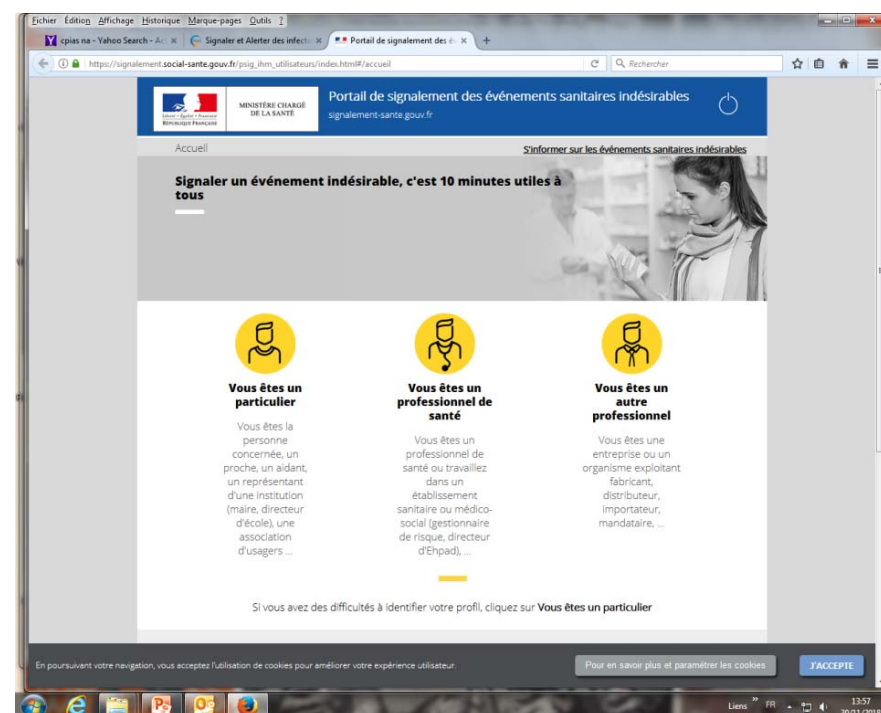 Fichier Édition Affichage Historique Marque-pages Outils ?
cpias na - Yahoo Search - Ac
Signaler et Alerter des infecti
Portail de signalement des év
https://signalement.social-sante.gouv.fr/psig_ihm_utilisateurs/index.html#/accueil
Rechercher
Liberté • Égalité • Fraternité
RÉPUBLIQUE FRANÇAISE
MINISTÈRE CHARGÉ
DE LA SANTÉ
Portail de signalement des événements sanitaires indésirables
signalement-sante.gouv.fr
Accueil
S'informer sur les événements sanitaires indésirables
Signaler un événement indésirable, c'est 10 minutes utiles à
tous
Vous êtes un
particulier
Vous êtes la
personne
concernée, un
proche, un aidant,
un représentant
d'une institution
(maire, directeur
d'école), une
association
d'usagers ...
Vous êtes un
professionnel de
santé
Vous êtes un
professionnel de
santé ou travaillez
dans un
établissement
sanitaire ou médico-
social (gestionnaire
de risque, directeur
d'Ehpad), ...
Vous êtes un
autre
professionnel
Vous êtes une
entreprise ou un
organisme exploitant
fabricant,
distributeur,
importateur,
mandataire, ...
Si vous avez des difficultés à identifier votre profil, cliquez sur Vous êtes un particulier
En poursuivant votre navigation, vous acceptez l'utilisation de cookies pour améliorer votre expérience utilisateur.
Pour en savoir plus et paramétrer les cookies
J'ACCEPTE
Liens
FR
13:57